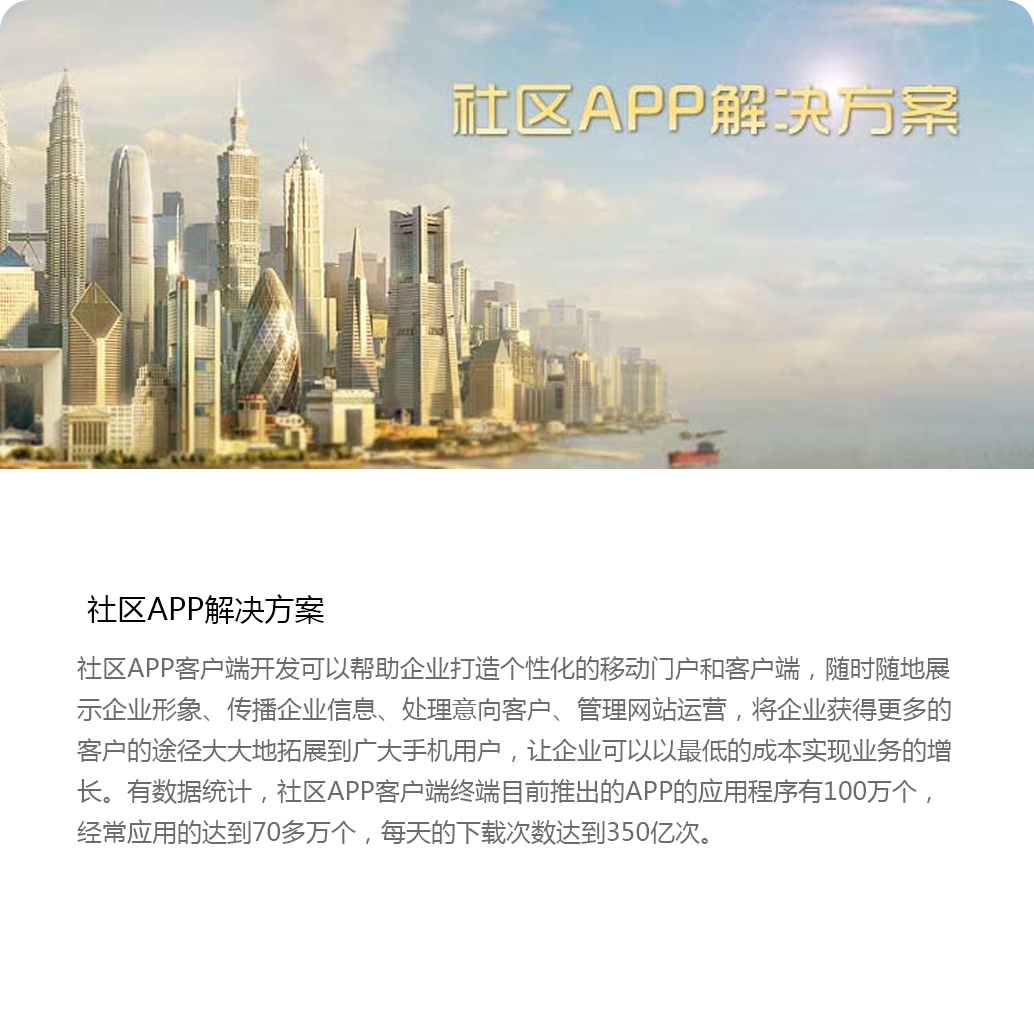 社区APP解决方案
社区APP解决方案
社区APP客户端开发可以帮助企业打造个性化的移动门户和客户端，随时随地展
示企业形象、传播企业信息、处理意向客户、管理网站运营，将企业获得更多的
客户的途径大大地拓展到广大手机用户，让企业可以以最低的成本实现业务的增
长。有数据统计，社区APP客户端终端目前推出的APP的应用程序有100万个，
经常应用的达到70多万个，每天的下载次数达到350亿次。